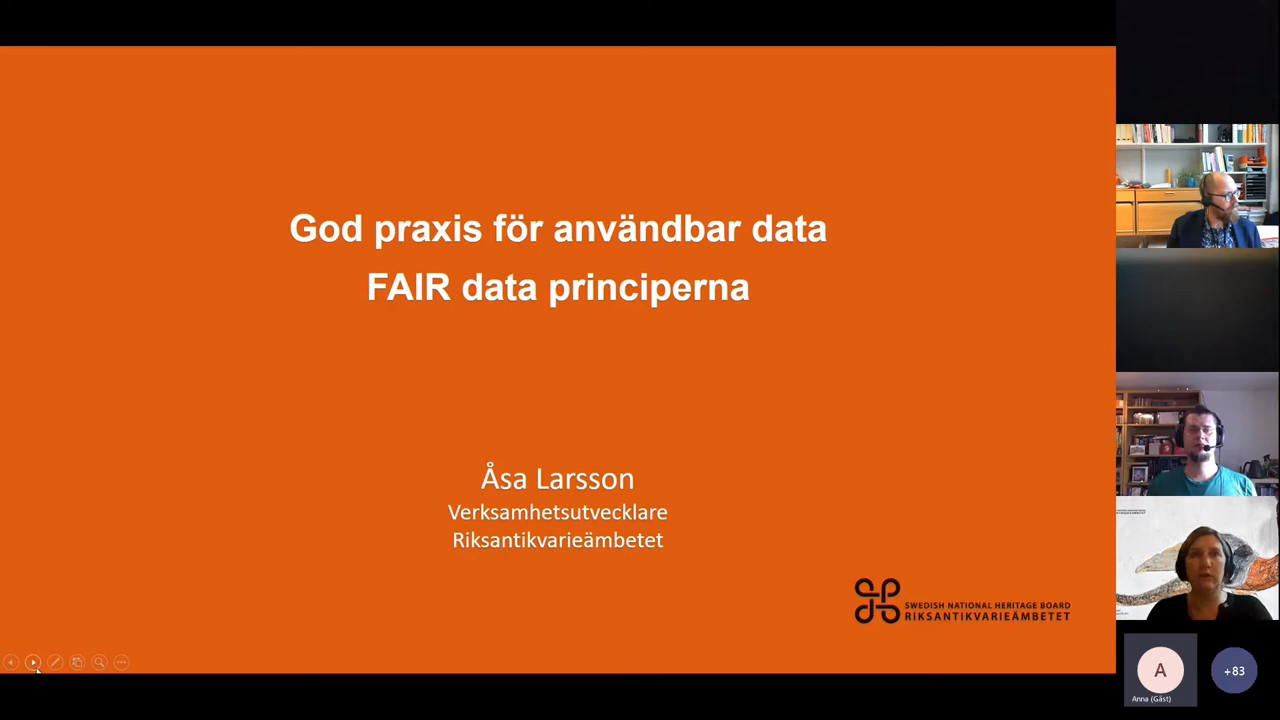 God praxis för användbar data
FAIR data principerna
Åsa Larsson
Verksamhetsutvecklare
Riksantikvarieämbetet
SWEDISH NATIONAL HERITAGE BOARD
RIKSANTIKVARIEÄMBETET
A
Anna (Gäst)
+83